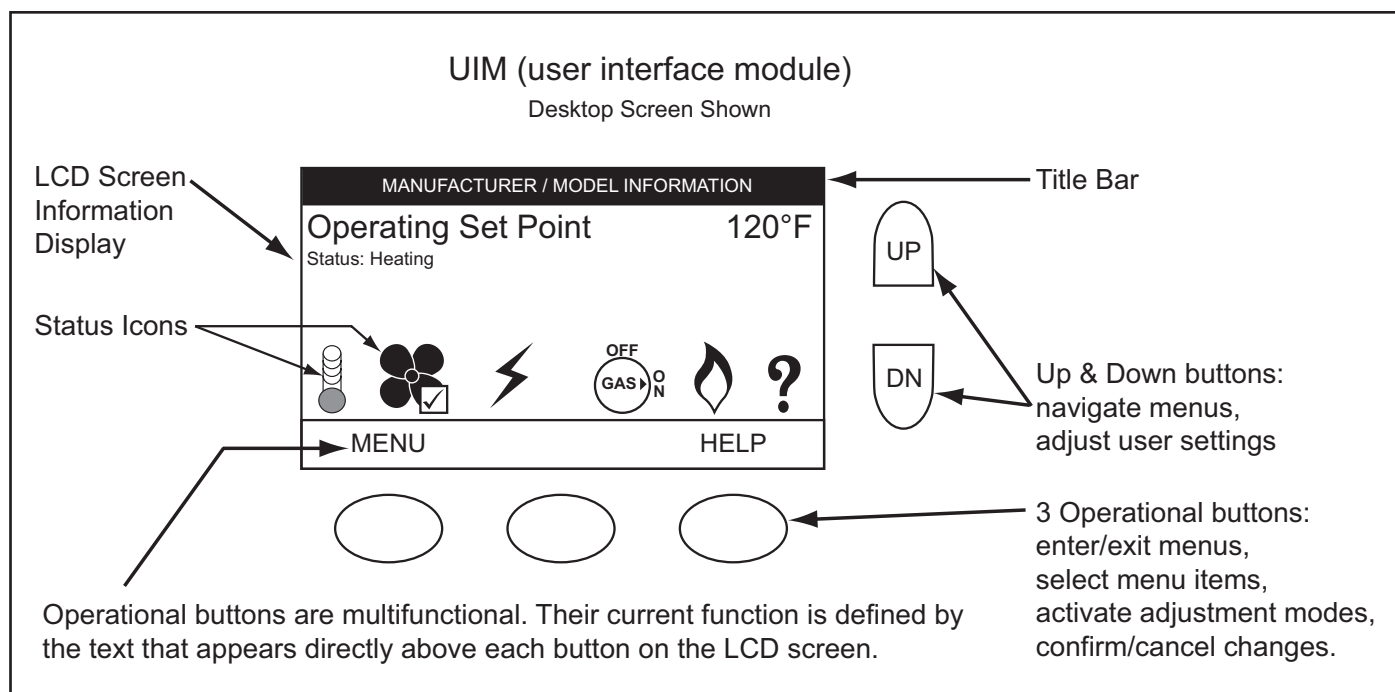 UIM (user interface module)
Desktop Screen Shown
LCD Screen
Information
Display
MANUFACTURER / MODEL INFORMATION
Title Bar
Operating Set Point 120°F
Status: Heating
UP
Status Icons
OFF
GAS
ON
?
DN
Up & Down buttons:
navigate menus,
adjust user settings
MENU HELP
3 Operational buttons:
enter/exit menus,
select menu items,
activate adjustment modes,
confirm/cancel changes.
Operational buttons are multifunctional. Their current function is defined by
the text that appears directly above each button on the LCD screen.